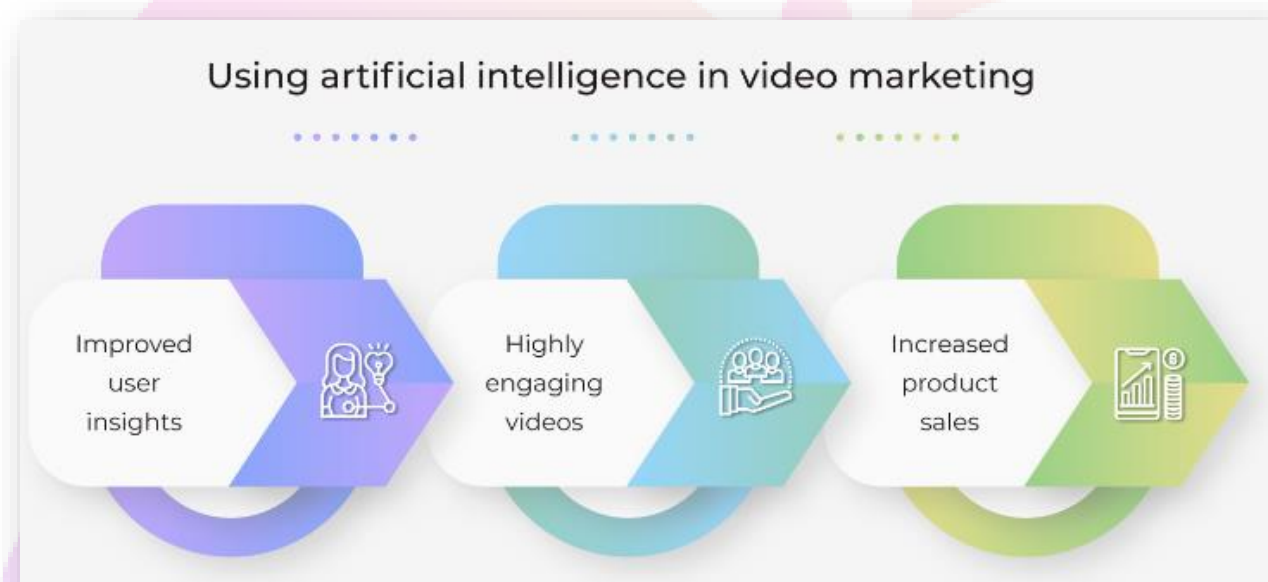 Using artificial intelligence in video marketing
Improved
user
insights
Highly
engaging
videos
Increased
product
sales